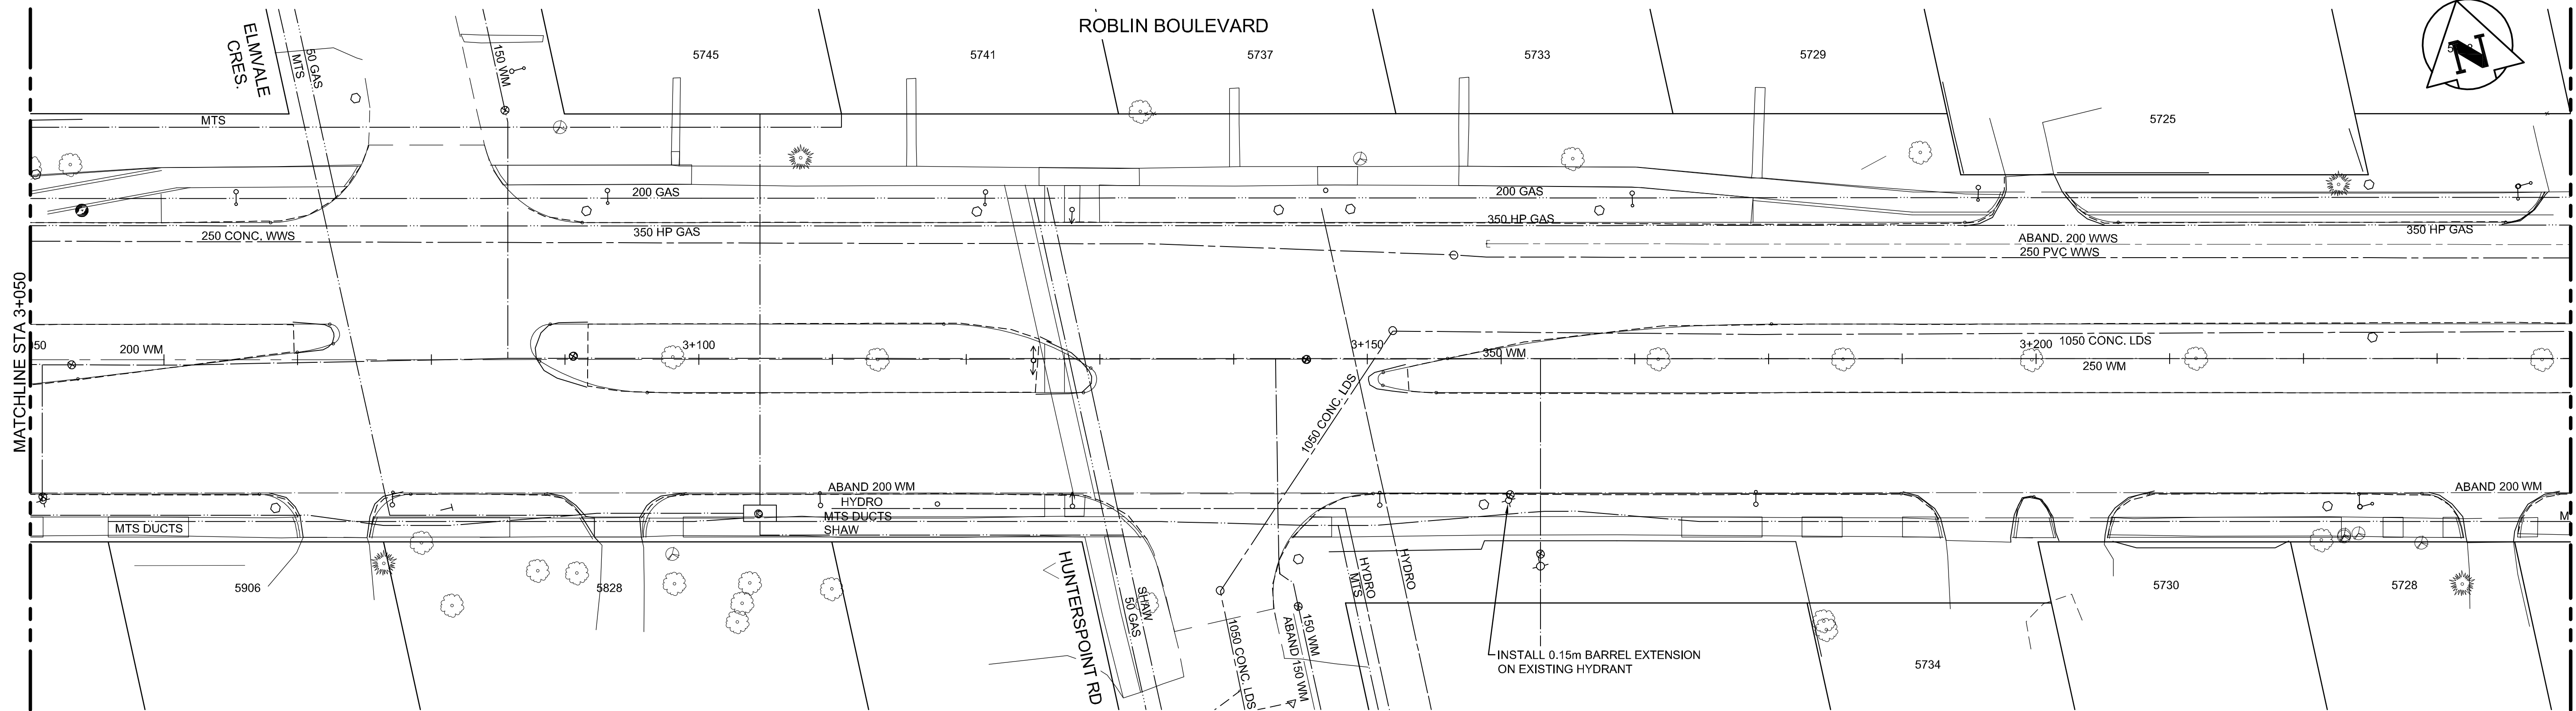 ROBLIN BOULEVARD
ELMVALE
CRES.
50 GAS
MTS
150 WM
5745
5741
5737
5733
5729
5725
N
MTS
200 GAS
200 GAS
350 HP GAS
350 HP GAS
350 HP GAS
250 CONC. WWS
ABAND. 200 WWS
250 PVC WWS
MATCHLINE STA 3+050
050
200 WM
3+100
3+150
350 WM
3+200
1050 CONC. LDS
250 WM
1050 CONC. LDS
ABAND 200 WM
HYDRO
MTS DUCTS
SHAW
MTS DUCTS
ABAND 200 WM
M
5906
5828
HUNTERSPOINT RD
SHAW
50 GAS
1050 CONC. LDS
150 WM
ABAND 150 WM
HYDRO
MTS
HYDRO
INSTALL 0.15m BARREL EXTENSION
ON EXISTING HYDRANT
5734
5730
5728